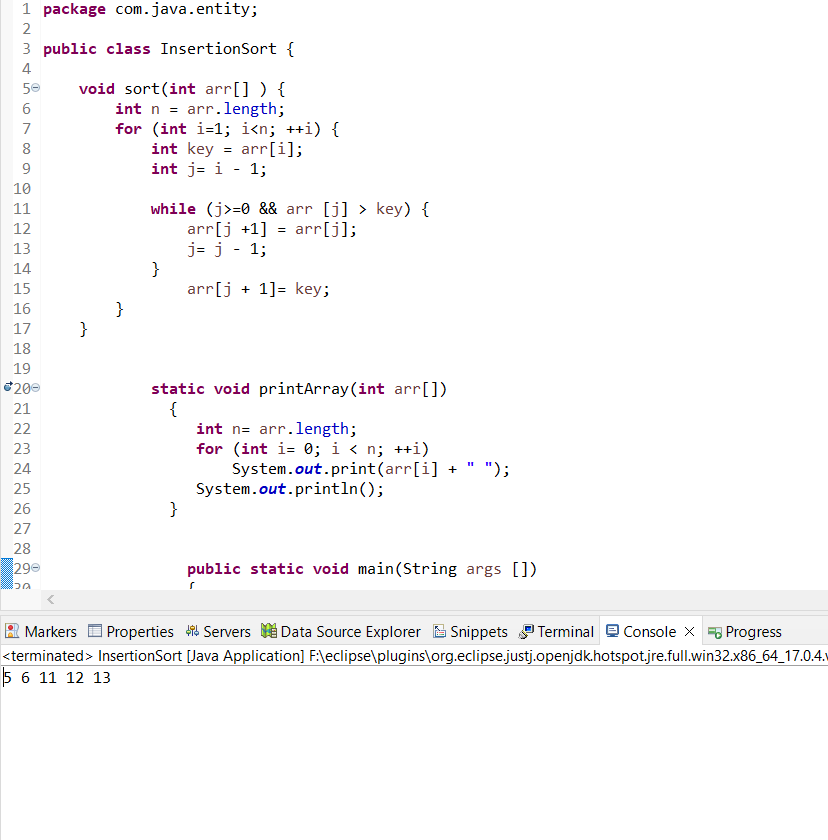 1 package com.java.entity;
2
3 public class InsertionSort {
4
5 void sort(int arr[] ) {
6 int n = arr.length;
7 for (int i=1; i<n; ++i) {
8 int key = arr[i];
9 int j= i - 1;
10
11 while (j>=0 && arr [j] > key) {
12 arr[j +1] = arr[j];
13 j= j - 1;
14 }
15 arr[j + 1]= key;
16 }
17 }
18
19
20 static void printArray(int arr[])
21 {
22 int n= arr.length;
23 for (int i= 0; i < n; ++i)
24 System.out.print(arr[i] + " ");
25 System.out.println();
26 }
27
28
29 public static void main(String args [])
30 {
Markers Properties Servers Data Source Explorer Snippets Terminal Console Progress
<terminated> InsertionSort [Java Application] F:\eclipse\plugins\org.eclipse.justj.openjdk.hotspot.jre.full.win32.x86_64_17.0.4.v
5 6 11 12 13